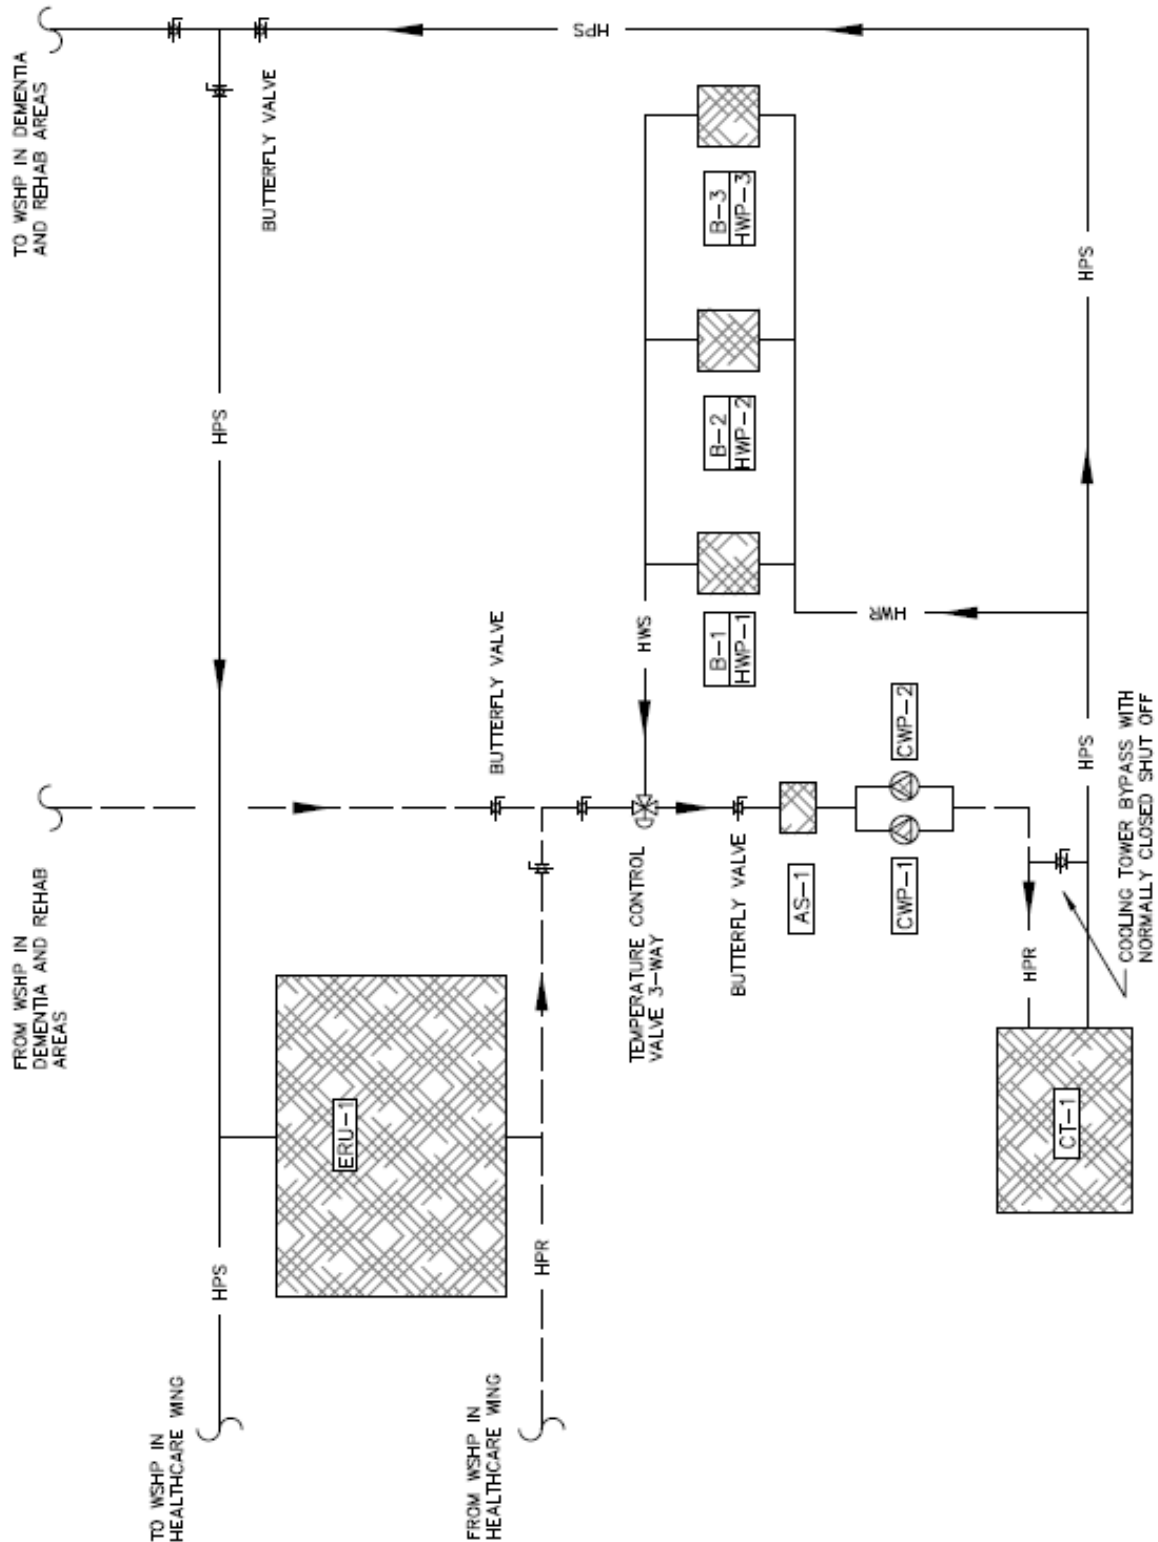 TO WSHP IN
HEALTHCARE WING
FROM WSHP IN
HEALTHCARE WING
HPS
HPR
ERU-1
FROM WSHP IN
DEMENTIA AND REHAB
AREAS
TEMPERATURE CONTROL
VALVE 3-WAY
BUTTERFLY VALVE
AS-1
CWP-1
CWP-2
HPR
CT-1
COOLING TOWER BYPASS WITH
NORMALLY CLOSED SHUT OFF
HPS
BUTTERFLY VALVE
HWS
HWR
B-1
HWP-1
B-2
HWP-2
B-3
HWP-3
HPS
HPS
HPS
BUTTERFLY VALVE
TO WSHP IN DEMENTIA
AND REHAB AREAS